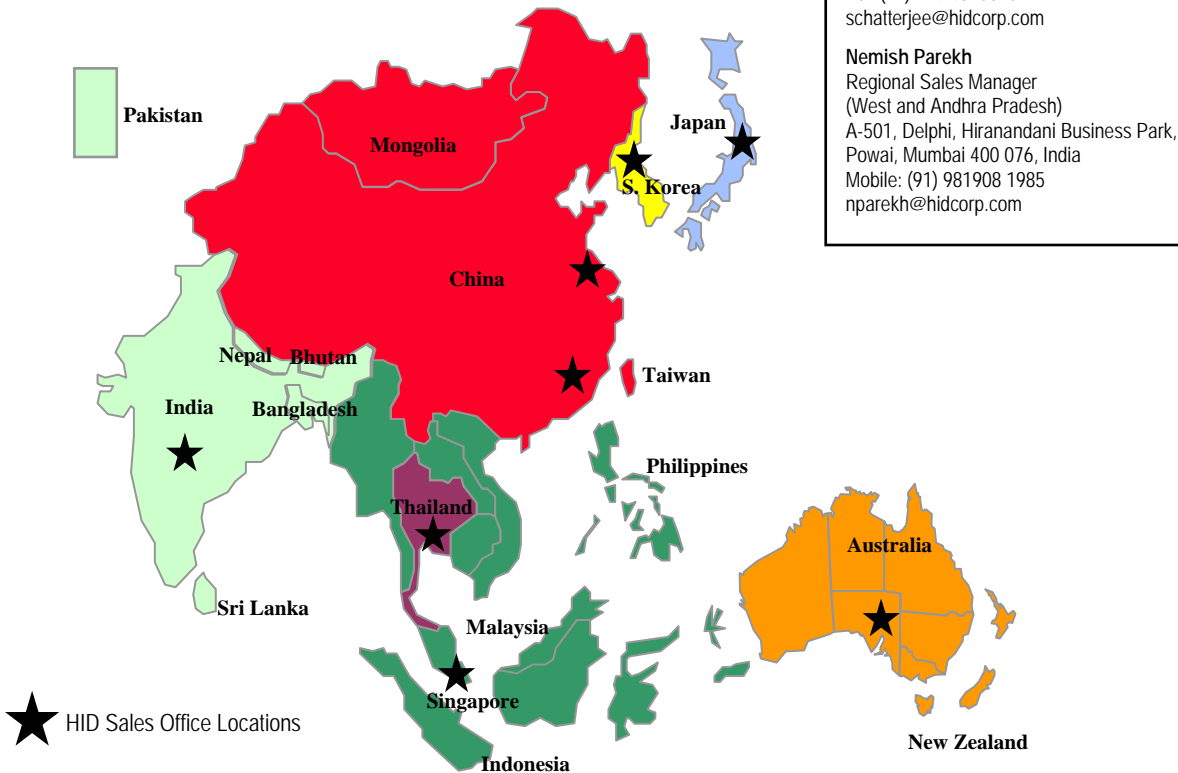 schatterjee@hidcorp.com
Nemish Parekh
Regional Sales Manager
(West and Andhra Pradesh)
A-501, Delphi, Hiranandani Business Park,
Powai, Mumbai 400 076, India
Mobile: (91) 981908 1985
nparekh@hidcorp.com
Pakistan
Mongolia
Japan
S. Korea
China
Nepal
Bhutan
Taiwan
India
Bangladesh
Philippines
Thailand
Australia
Sri Lanka
Malaysia
Singapore
HID Sales Office Locations
New Zealand
Indonesia